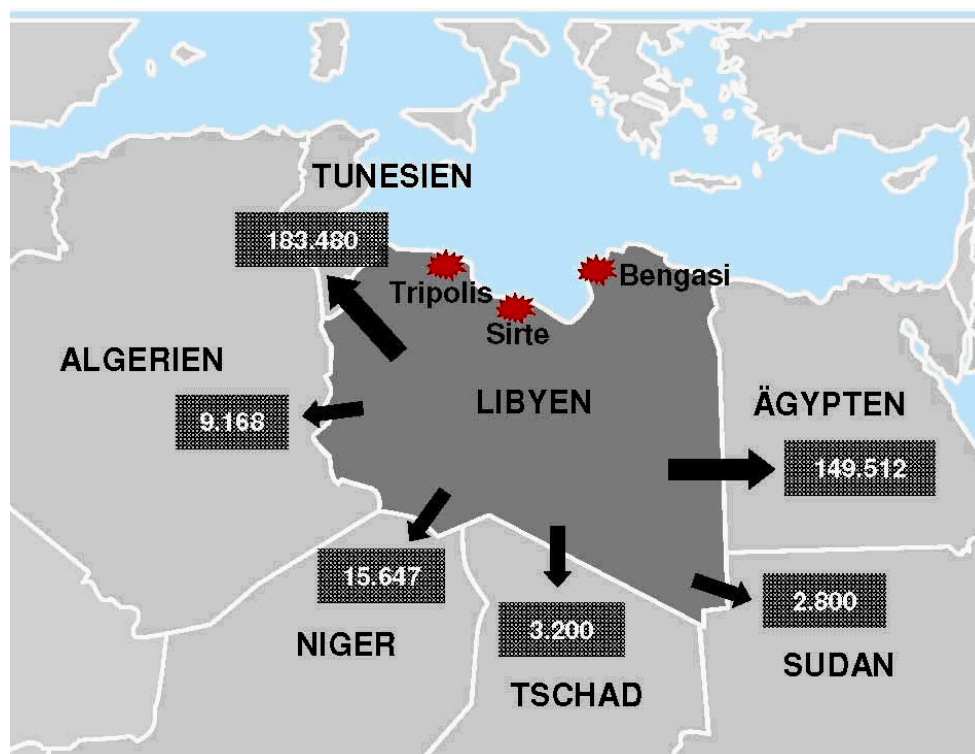 TUNESIEN
183.480
Tripolis
Bengasi
Sirte
ALGERIEN
9.168
LIBYEN
ÄGYPTEN
149.512
15.647
NIGER
3.200
TSCHAD
2.800
SUDAN